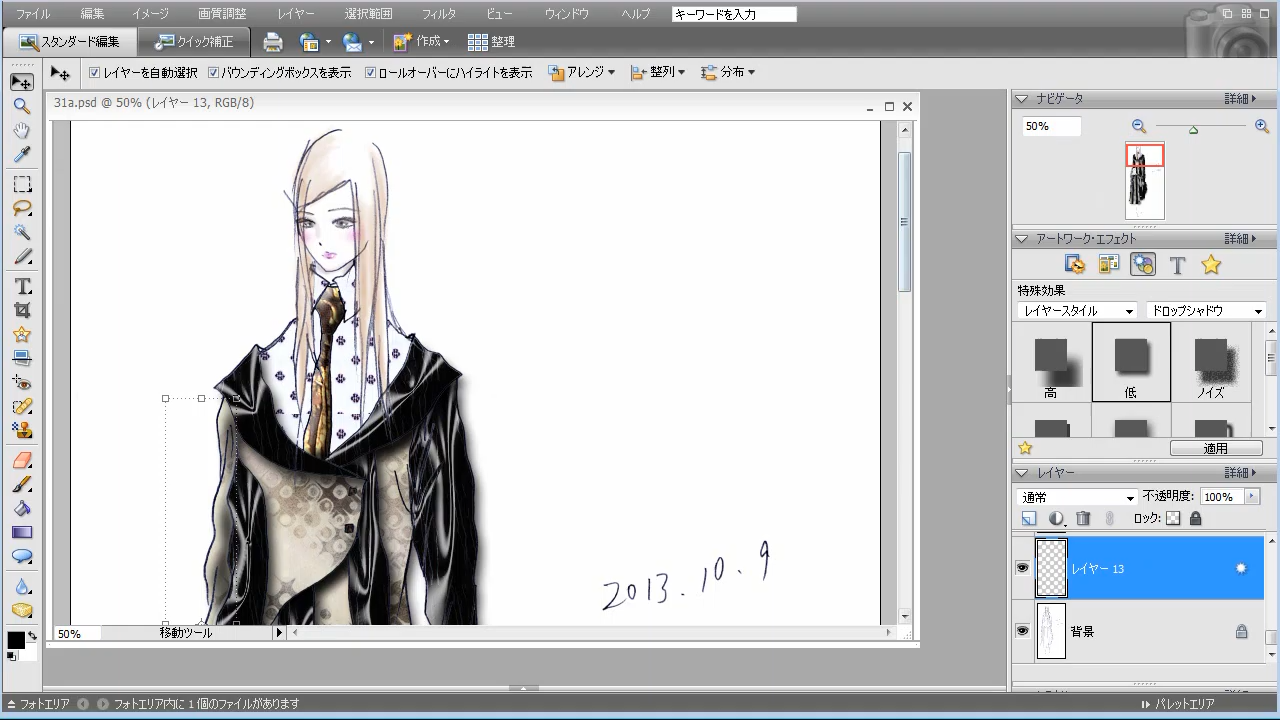 ファイル 編集 イメージ 画質調整 レイヤー 選択範囲 フィルタ ビュー ウィンドウ ヘルプ キーワードを入力
スタンダード編集 クイック補正 作成 整理
レイヤーを自動選択 バウンディングボックスを表示 ロールオーバーにハイライトを表示 アレンジ 整列 分布
31a.psd @ 50% (レイヤー 13, RGB/8)
2013.10.9
50% 移動ツール
ナビゲータ 詳細
50%
アートワーク・エフェクト 詳細
特殊効果
レイヤースタイル ドロップシャドウ
高 低 ノイズ
適用
レイヤー 詳細
通常 不透明度: 100%
ロック:
レイヤー 13
背景
フォトエリア フォトエリア内に 1 個のファイルがあります パレットエリア